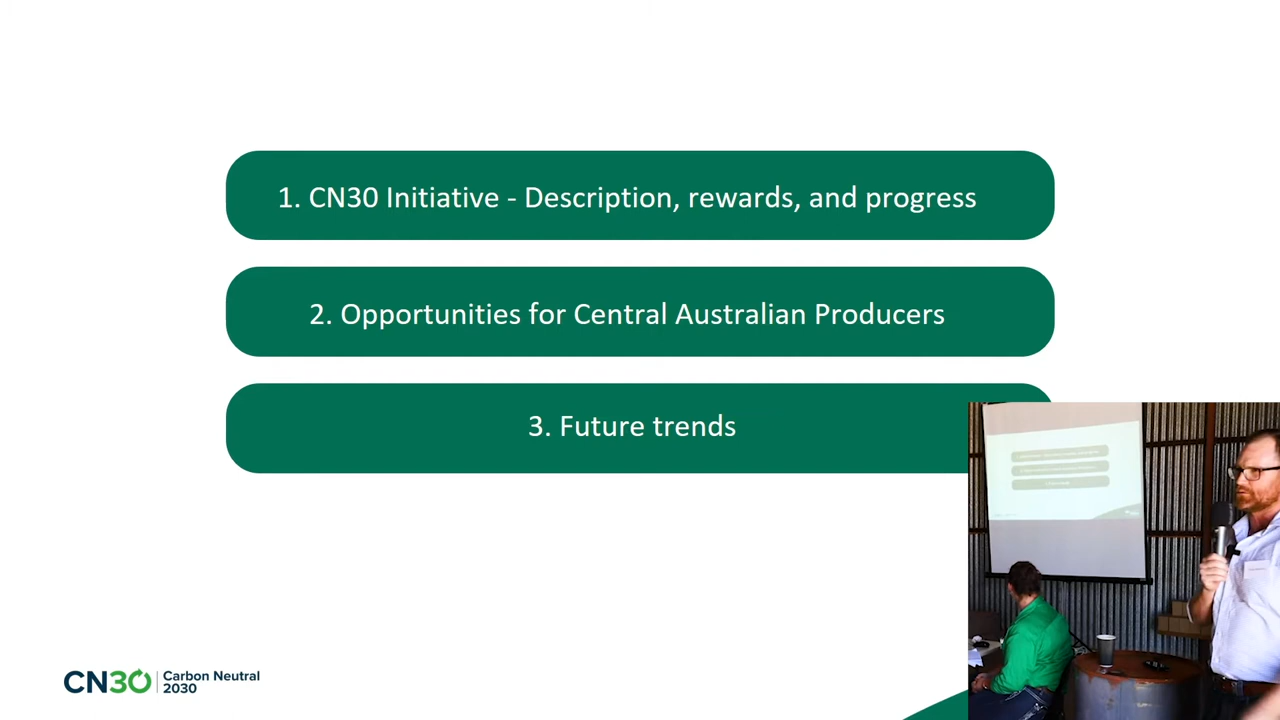 1. CN30 Initiative - Description, rewards, and progress
2. Opportunities for Central Australian Producers
3. Future trends
CN30 Carbon Neutral
2030